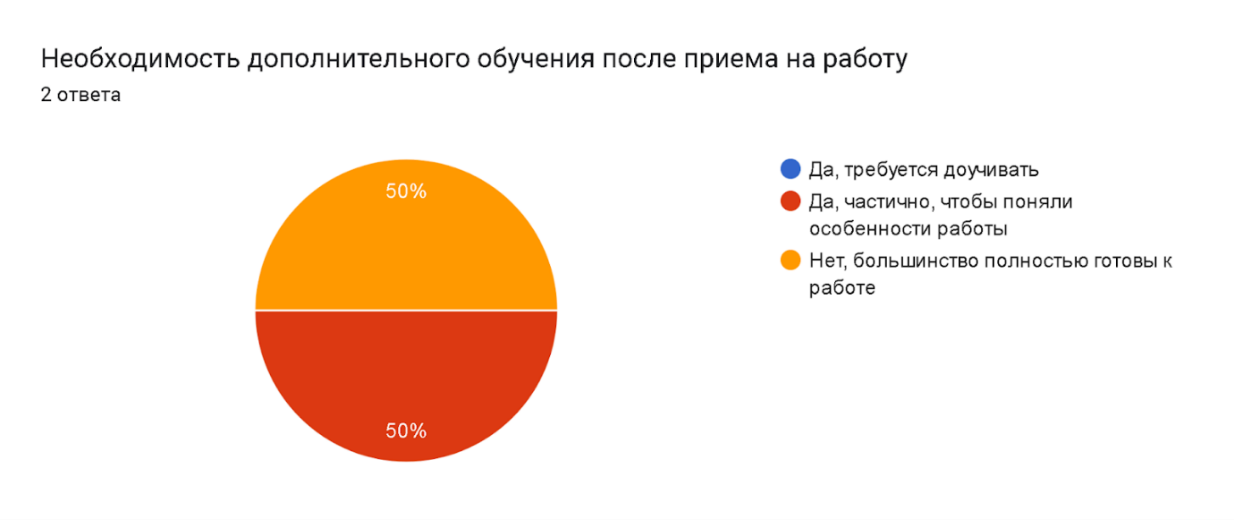 Необходимость дополнительного обучения после приема на работу
2 ответа
50%
50%
Да, требуется доучивать
Да, частично, чтобы поняли
особенности работы
Нет, большинство полностью готовы к
работе